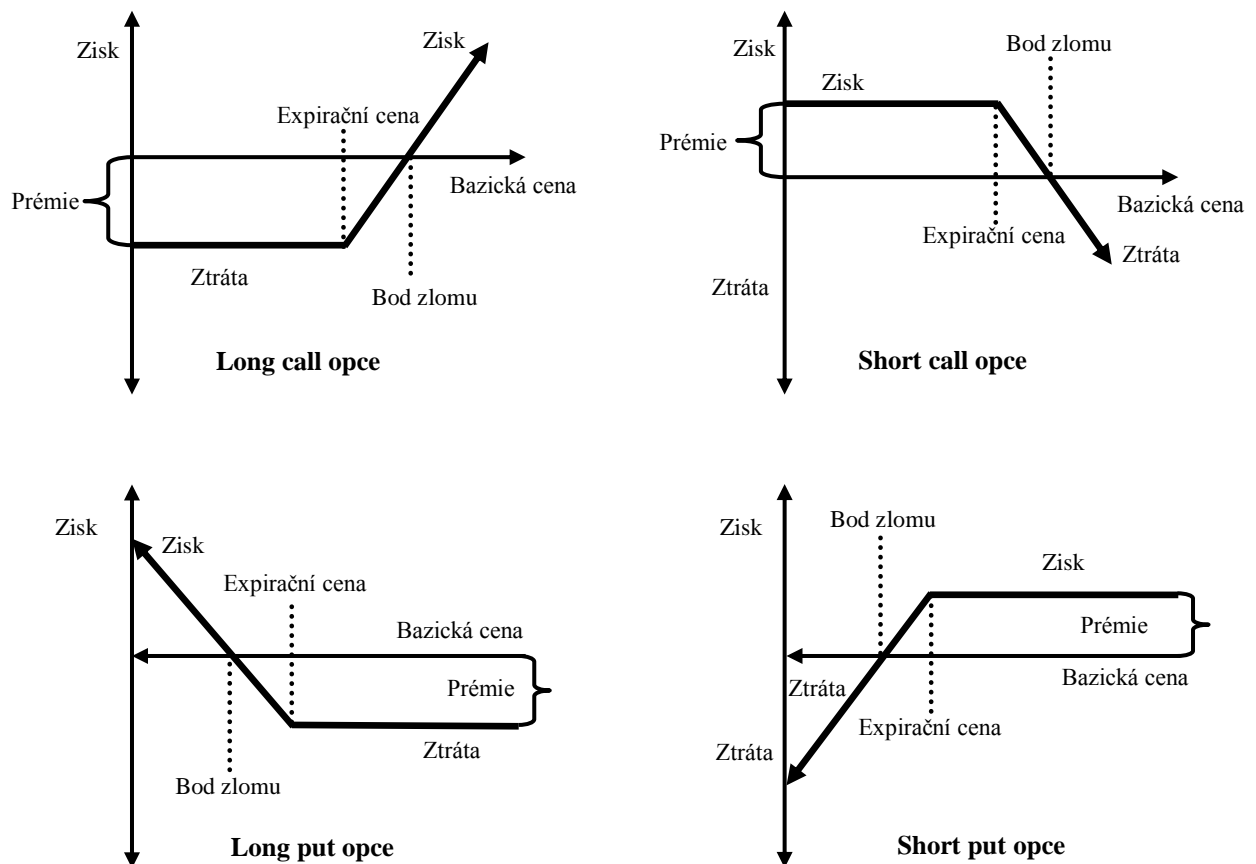 Zisk
Zisk
Expirační cena
Prémie
Bazická cena
Ztráta
Bod zlomu
Long call opce
Zisk
Bod zlomu
Zisk
Prémie
Bazická cena
Expirační cena
Ztráta
Ztráta
Short call opce
Zisk
Zisk
Expirační cena
Bazická cena
Prémie
Ztráta
Bod zlomu
Long put opce
Zisk
Bod zlomu
Zisk
Prémie
Bazická cena
Ztráta
Expirační cena
Ztráta
Short put opce